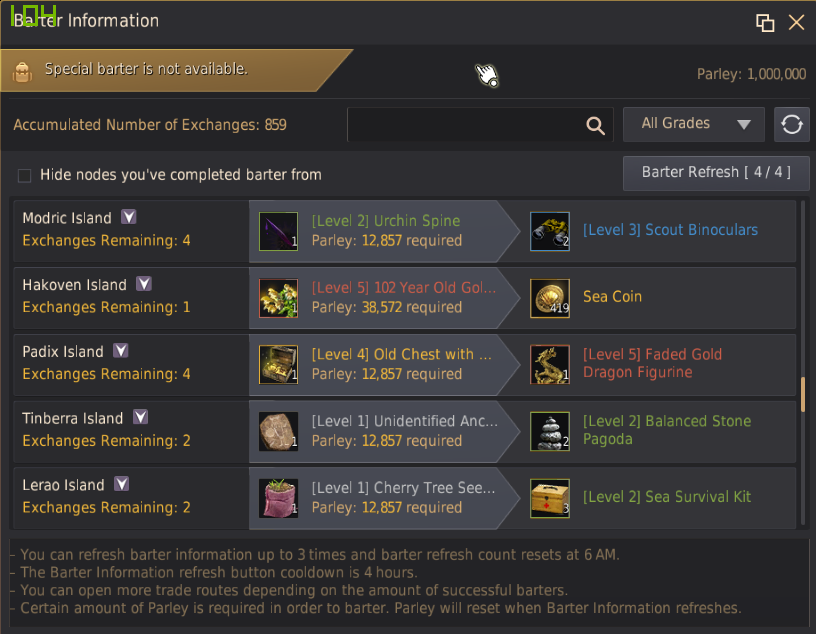 LO4
Barter Information
Special barter is not available.
Parley: 1,000,000
Accumulated Number of Exchanges: 859
All Grades
Hide nodes you've completed barter from
Barter Refresh [ 4 / 4 ]
Modric Island
Exchanges Remaining: 4
[Level 2] Urchin Spine
Parley: 12,857 required
1
2
[Level 3] Scout Binoculars
Hakoven Island
Exchanges Remaining: 1
[Level 5] 102 Year Old Gol...
Parley: 38,572 required
1
419
Sea Coin
Padix Island
Exchanges Remaining: 4
[Level 4] Old Chest with ...
Parley: 12,857 required
1
1
[Level 5] Faded Gold
Dragon Figurine
Tinberra Island
Exchanges Remaining: 2
[Level 1] Unidentified Anc...
Parley: 12,857 required
1
2
[Level 2] Balanced Stone
Pagoda
Lerao Island
Exchanges Remaining: 2
[Level 1] Cherry Tree See...
Parley: 12,857 required
1
3
[Level 2] Sea Survival Kit
- You can refresh barter information up to 3 times and barter refresh count resets at 6 AM.
- The Barter Information refresh button cooldown is 4 hours.
- You can open more trade routes depending on the amount of successful barters.
- Certain amount of Parley is required in order to barter. Parley will reset when Barter Information refreshes.